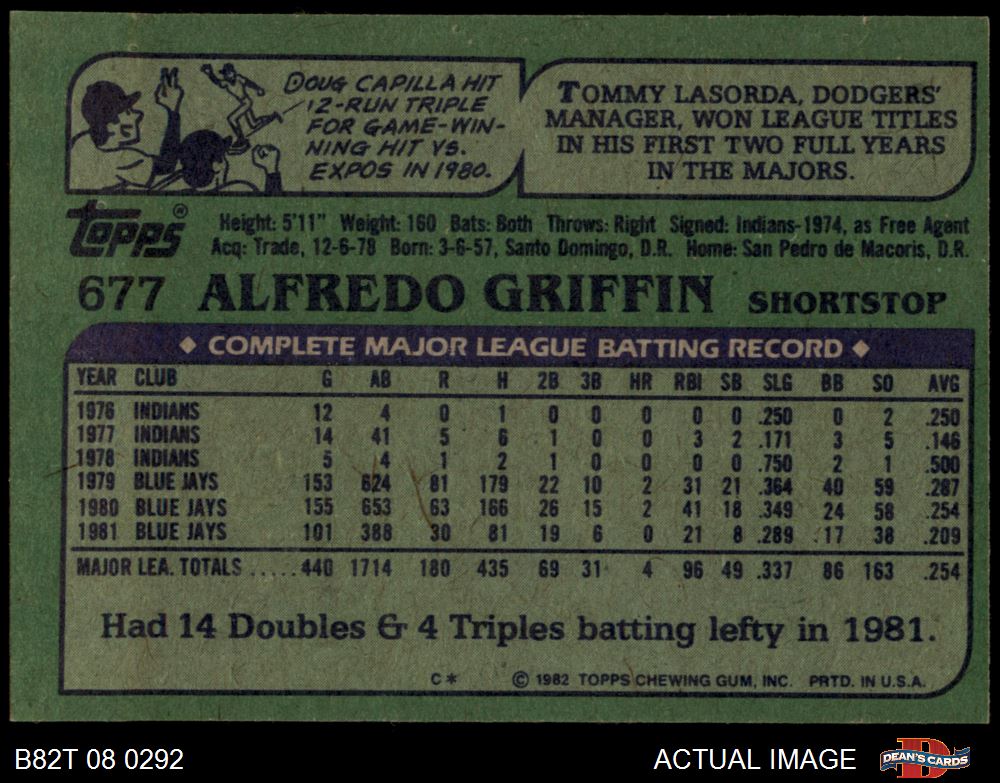 DOUG CAPILLA HIT
2-RUN TRIPLE
FOR GAME-WIN-
NING HIT VS.
EXPOS IN 1980.
TOMMY LASORDA, DODGERS'
MANAGER, WON LEAGUE TITLES
IN HIS FIRST TWO FULL YEARS
IN THE MAJORS.
Topps® Height: 5'11" Weight: 160 Bats: Both Throws: Right Signed: Indians-1974, as Free Agent
Acq: Trade, 12-6-78 Born: 3-6-57, Santo Domingo, D.R. Home: San Pedro de Macoris, D.R.
677 ALFREDO GRIFFIN SHORTSTOP
◆ COMPLETE MAJOR LEAGUE BATTING RECORD ◆
YEAR CLUB G AB R H 2B 3B HR RBI SB SLG BB SO AVG
1976 INDIANS 12 4 0 1 0 0 0 0 0 .250 0 2 .250
1977 INDIANS 14 41 5 6 1 0 0 3 2 .171 3 5 .146
1978 INDIANS 5 4 1 2 1 0 0 0 0 .750 2 1 .500
1979 BLUE JAYS 153 624 81 179 22 10 2 31 21 .364 40 59 .287
1980 BLUE JAYS 155 653 63 166 26 15 2 41 18 .349 24 58 .254
1981 BLUE JAYS 101 388 30 81 19 6 0 21 8 .289 17 38 .209
MAJOR LEA. TOTALS ..... 440 1714 180 435 69 31 4 96 49 .337 86 163 .254
Had 14 Doubles & 4 Triples batting lefty in 1981.
C* © 1982 TOPPS CHEWING GUM, INC. PRTD. IN U.S.A.
B82T 08 0292 ACTUAL IMAGE DEAN'S CARDS